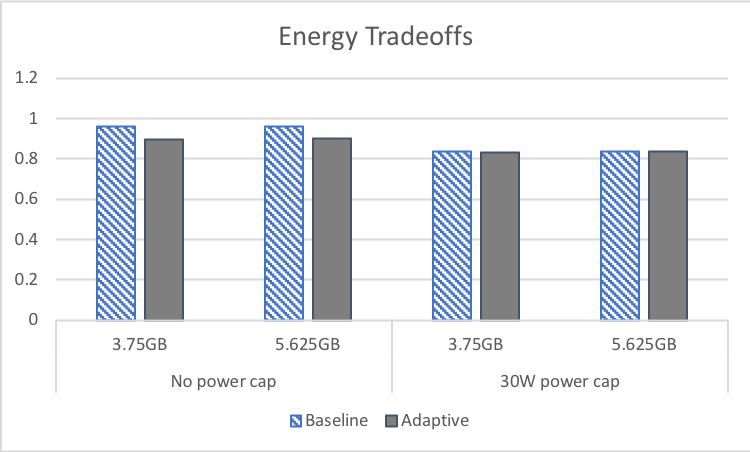 Energy Tradeoffs
1.2
1
0.8
0.6
0.4
0.2
0
3.75GB 5.625GB 3.75GB 5.625GB
No power cap 30W power cap
Baseline Adaptive